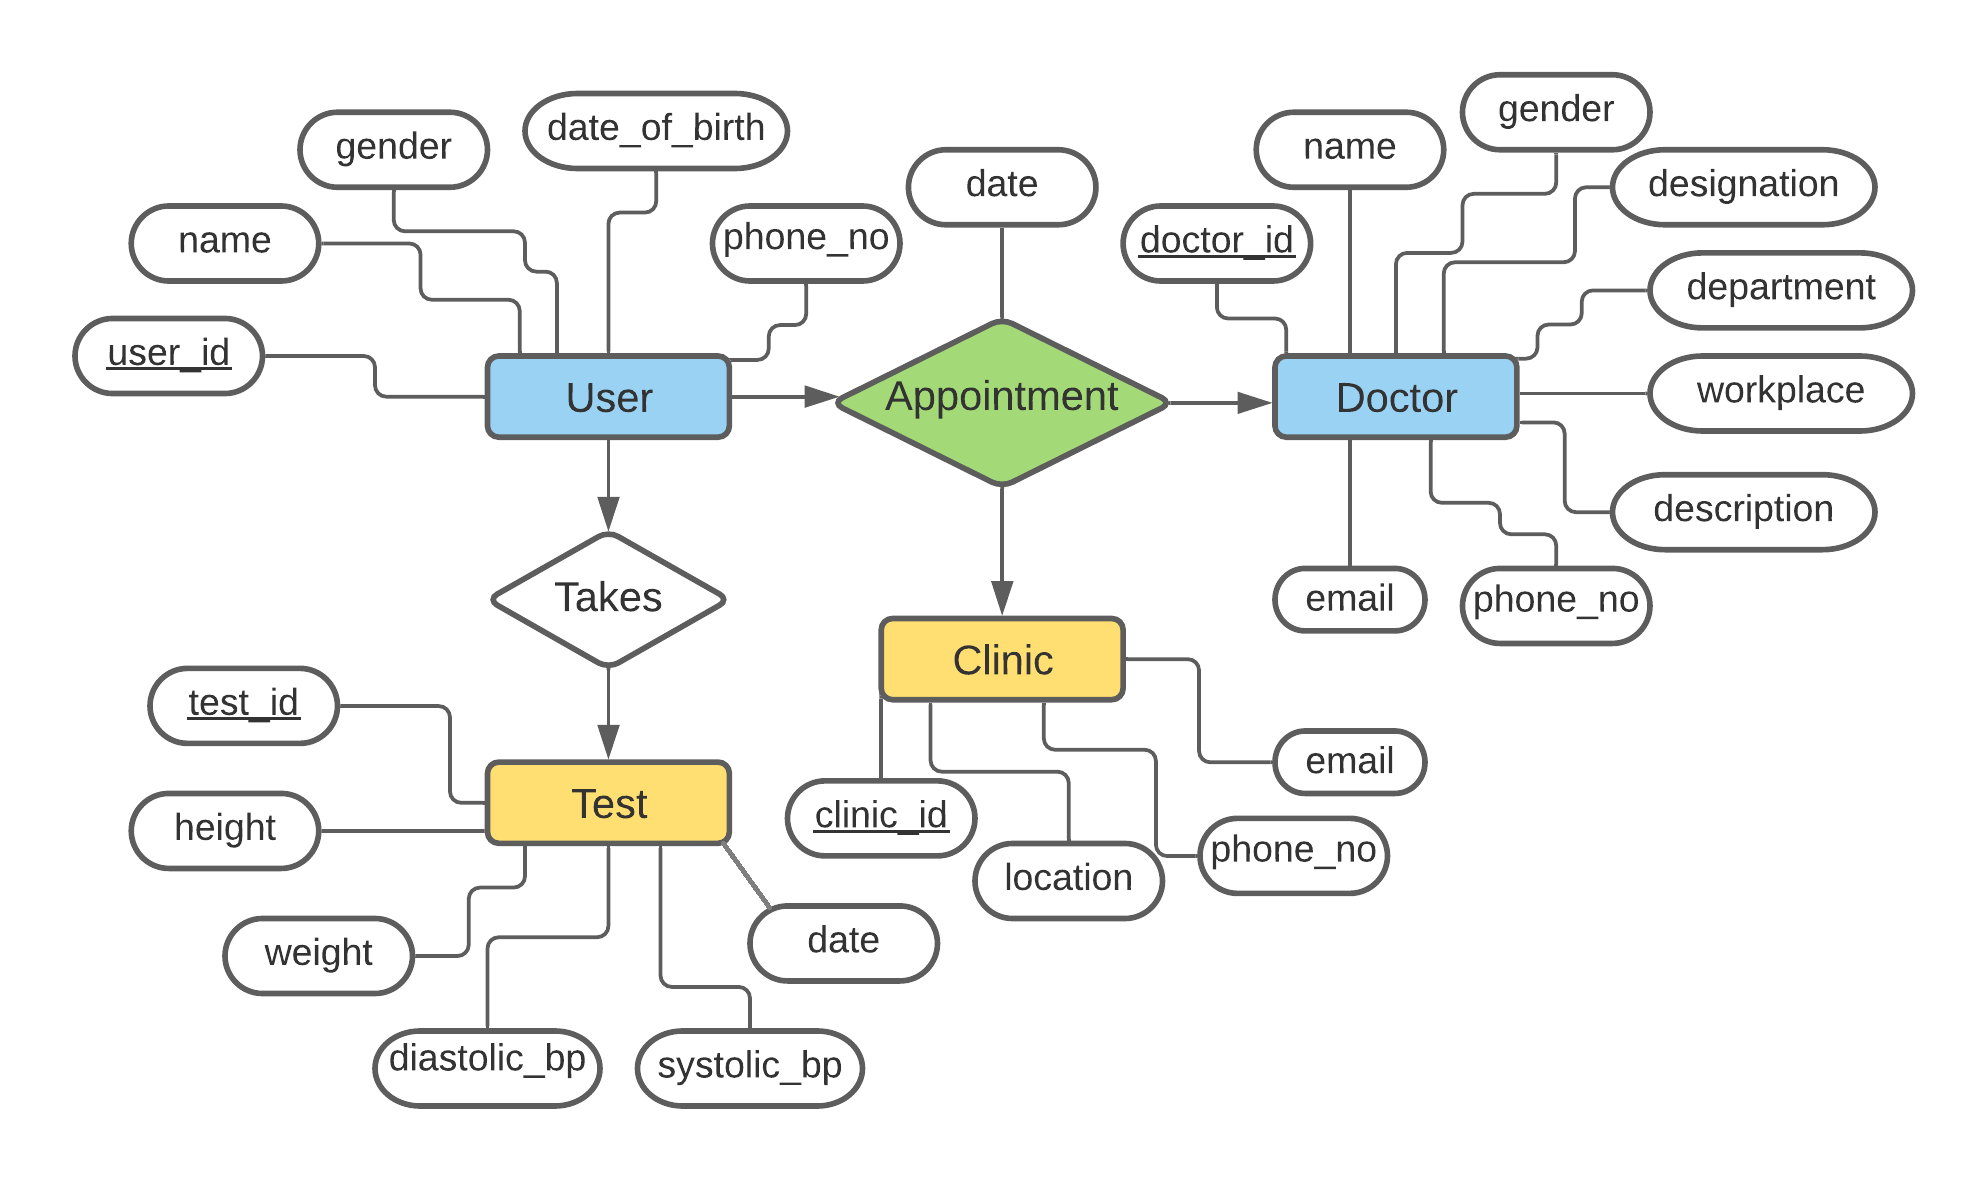 gender
date_of_birth
name
gender
date
designation
name
phone_no
doctor_id
department
user_id
User
Appointment
Doctor
workplace
description
Takes
email
phone_no
Clinic
test_id
email
Test
height
clinic_id
phone_no
location
weight
date
diastolic_bp
systolic_bp